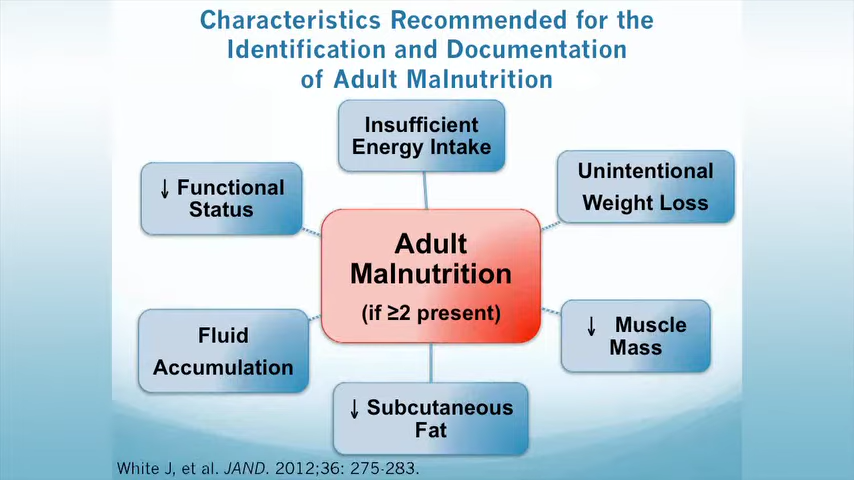 Characteristics Recommended for the
Identification and Documentation
of Adult Malnutrition
Insufficient
Energy Intake
Unintentional
Weight Loss
↓ Functional
Status
Adult
Malnutrition
(if ≥2 present)
↓ Muscle
Mass
Fluid
Accumulation
↓ Subcutaneous
Fat
White J, et al. JAND. 2012;36: 275-283.